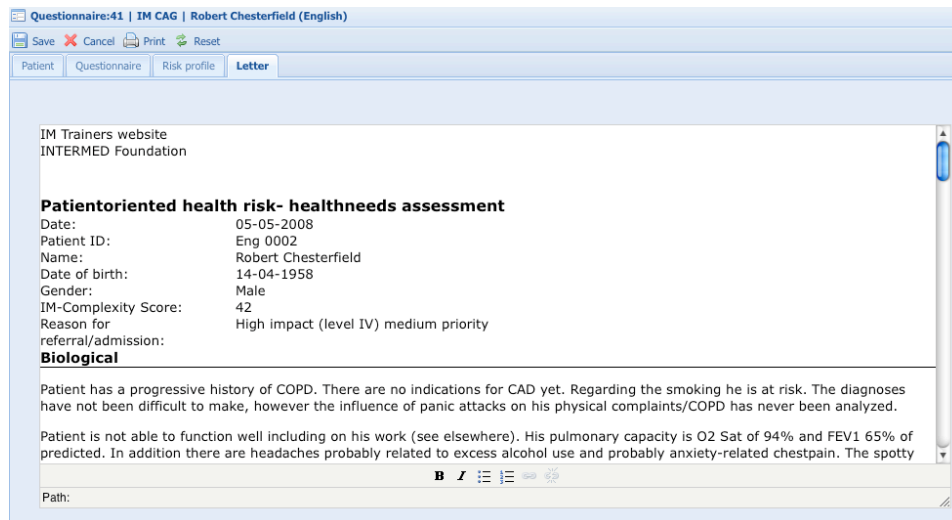 Questionnaire:41 | IM CAG | Robert Chesterfield (English)
Save Cancel Print Reset
Patient Questionnaire Risk profile Letter
IM Trainers website
INTERMED Foundation
Patientoriented health risk- healthneeds assessment
Date: 05-05-2008
Patient ID: Eng 0002
Name: Robert Chesterfield
Date of birth: 14-04-1958
Gender: Male
IM-Complexity Score: 42
Reason for High impact (level IV) medium priority
referral/admission:
Biological
Patient has a progressive history of COPD. There are no indications for CAD yet. Regarding the smoking he is at risk. The diagnoses
have not been difficult to make, however the influence of panic attacks on his physical complaints/COPD has never been analyzed.
Patient is not able to function well including on his work (see elsewhere). His pulmonary capacity is O2 Sat of 94% and FEV1 65% of
predicted. In addition there are headaches probably related to excess alcohol use and probably anxiety-related chestpain. The spotty
B I
Path: